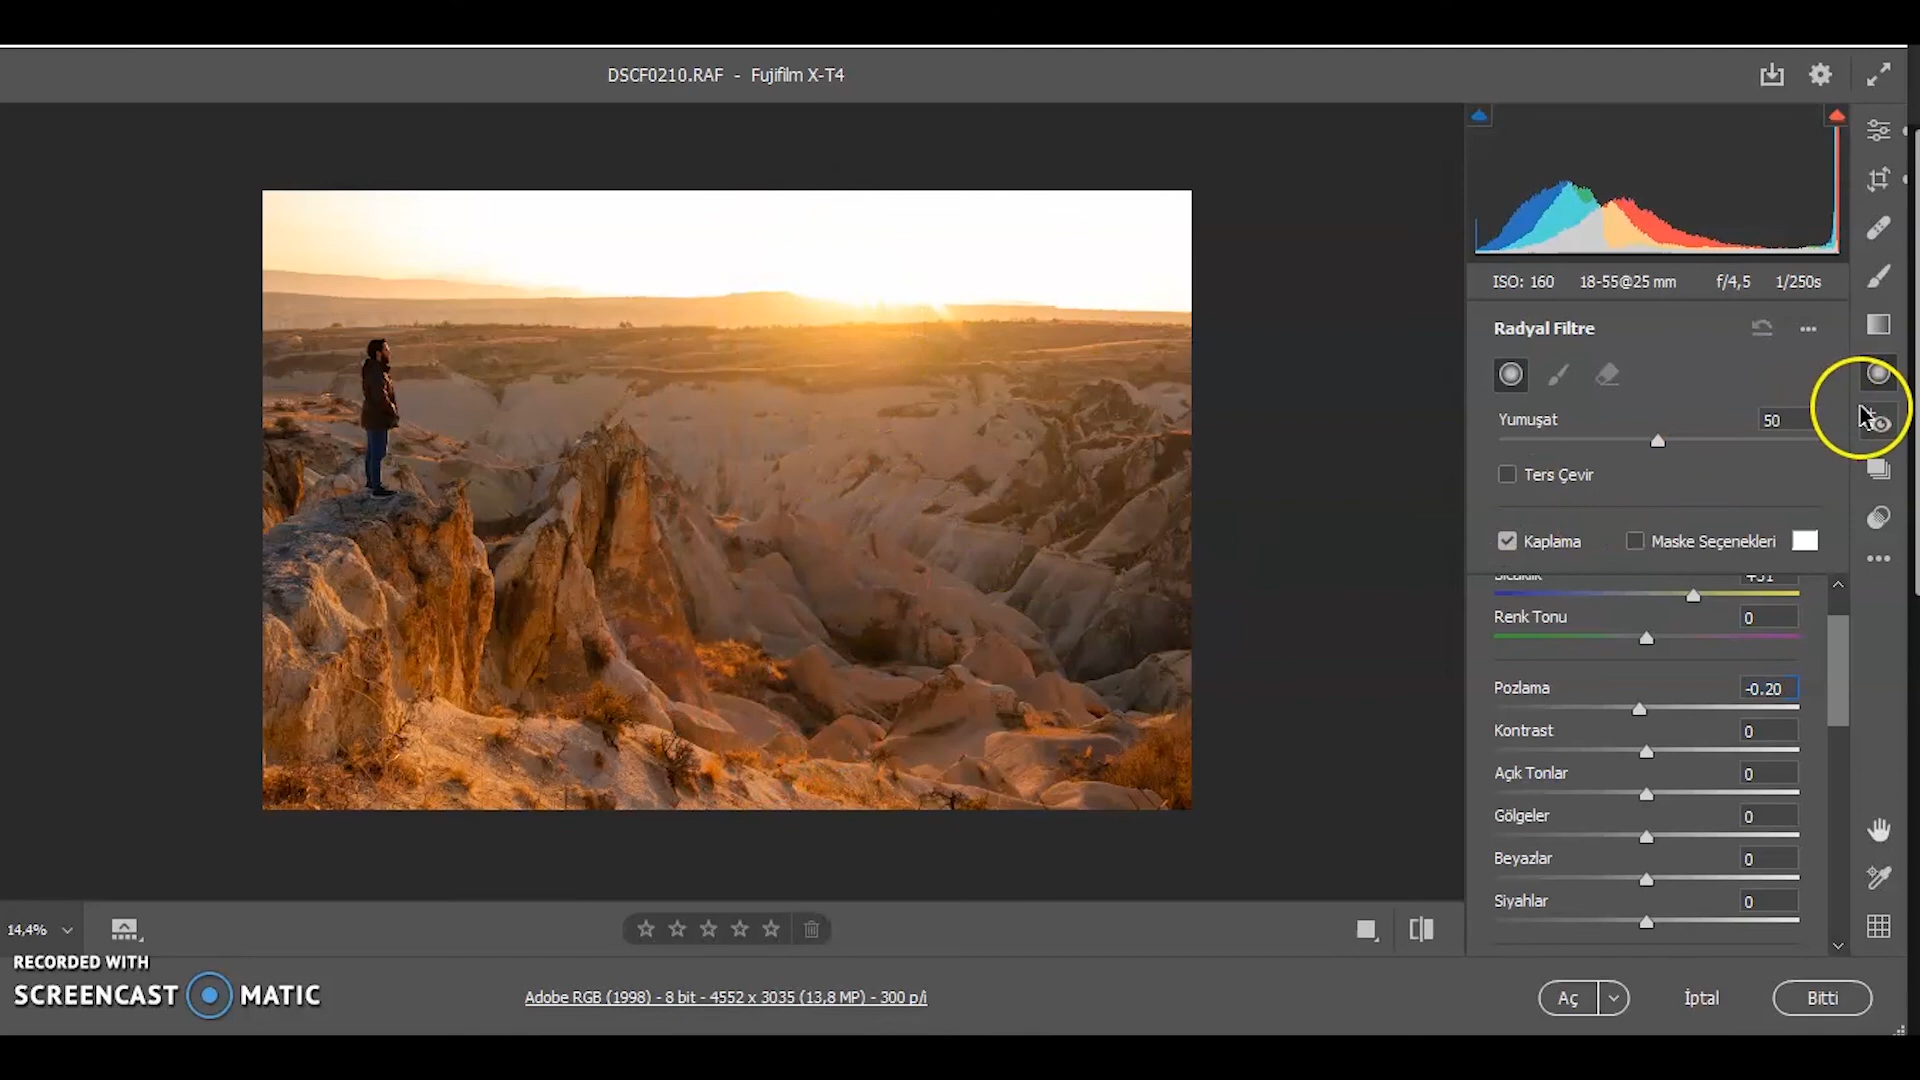 DSCF0210.RAF - Fujifilm X-T4
ISO: 160 18-55@25 mm f/4,5 1/250s
Radyal Filtre
Yumuşat 50
Ters Çevir
Kaplama Maske Seçenekleri
Sıcaklık +31
Renk Tonu 0
Pozlama -0.20
Kontrast 0
Açık Tonlar 0
Gölgeler 0
Beyazlar 0
Siyahlar 0
14,4%
RECORDED WITH
SCREENCAST MATIC
Adobe RGB (1998) - 8 bit - 4552 x 3035 (13,8 MP) - 300 p/i
Aç İptal Bitti